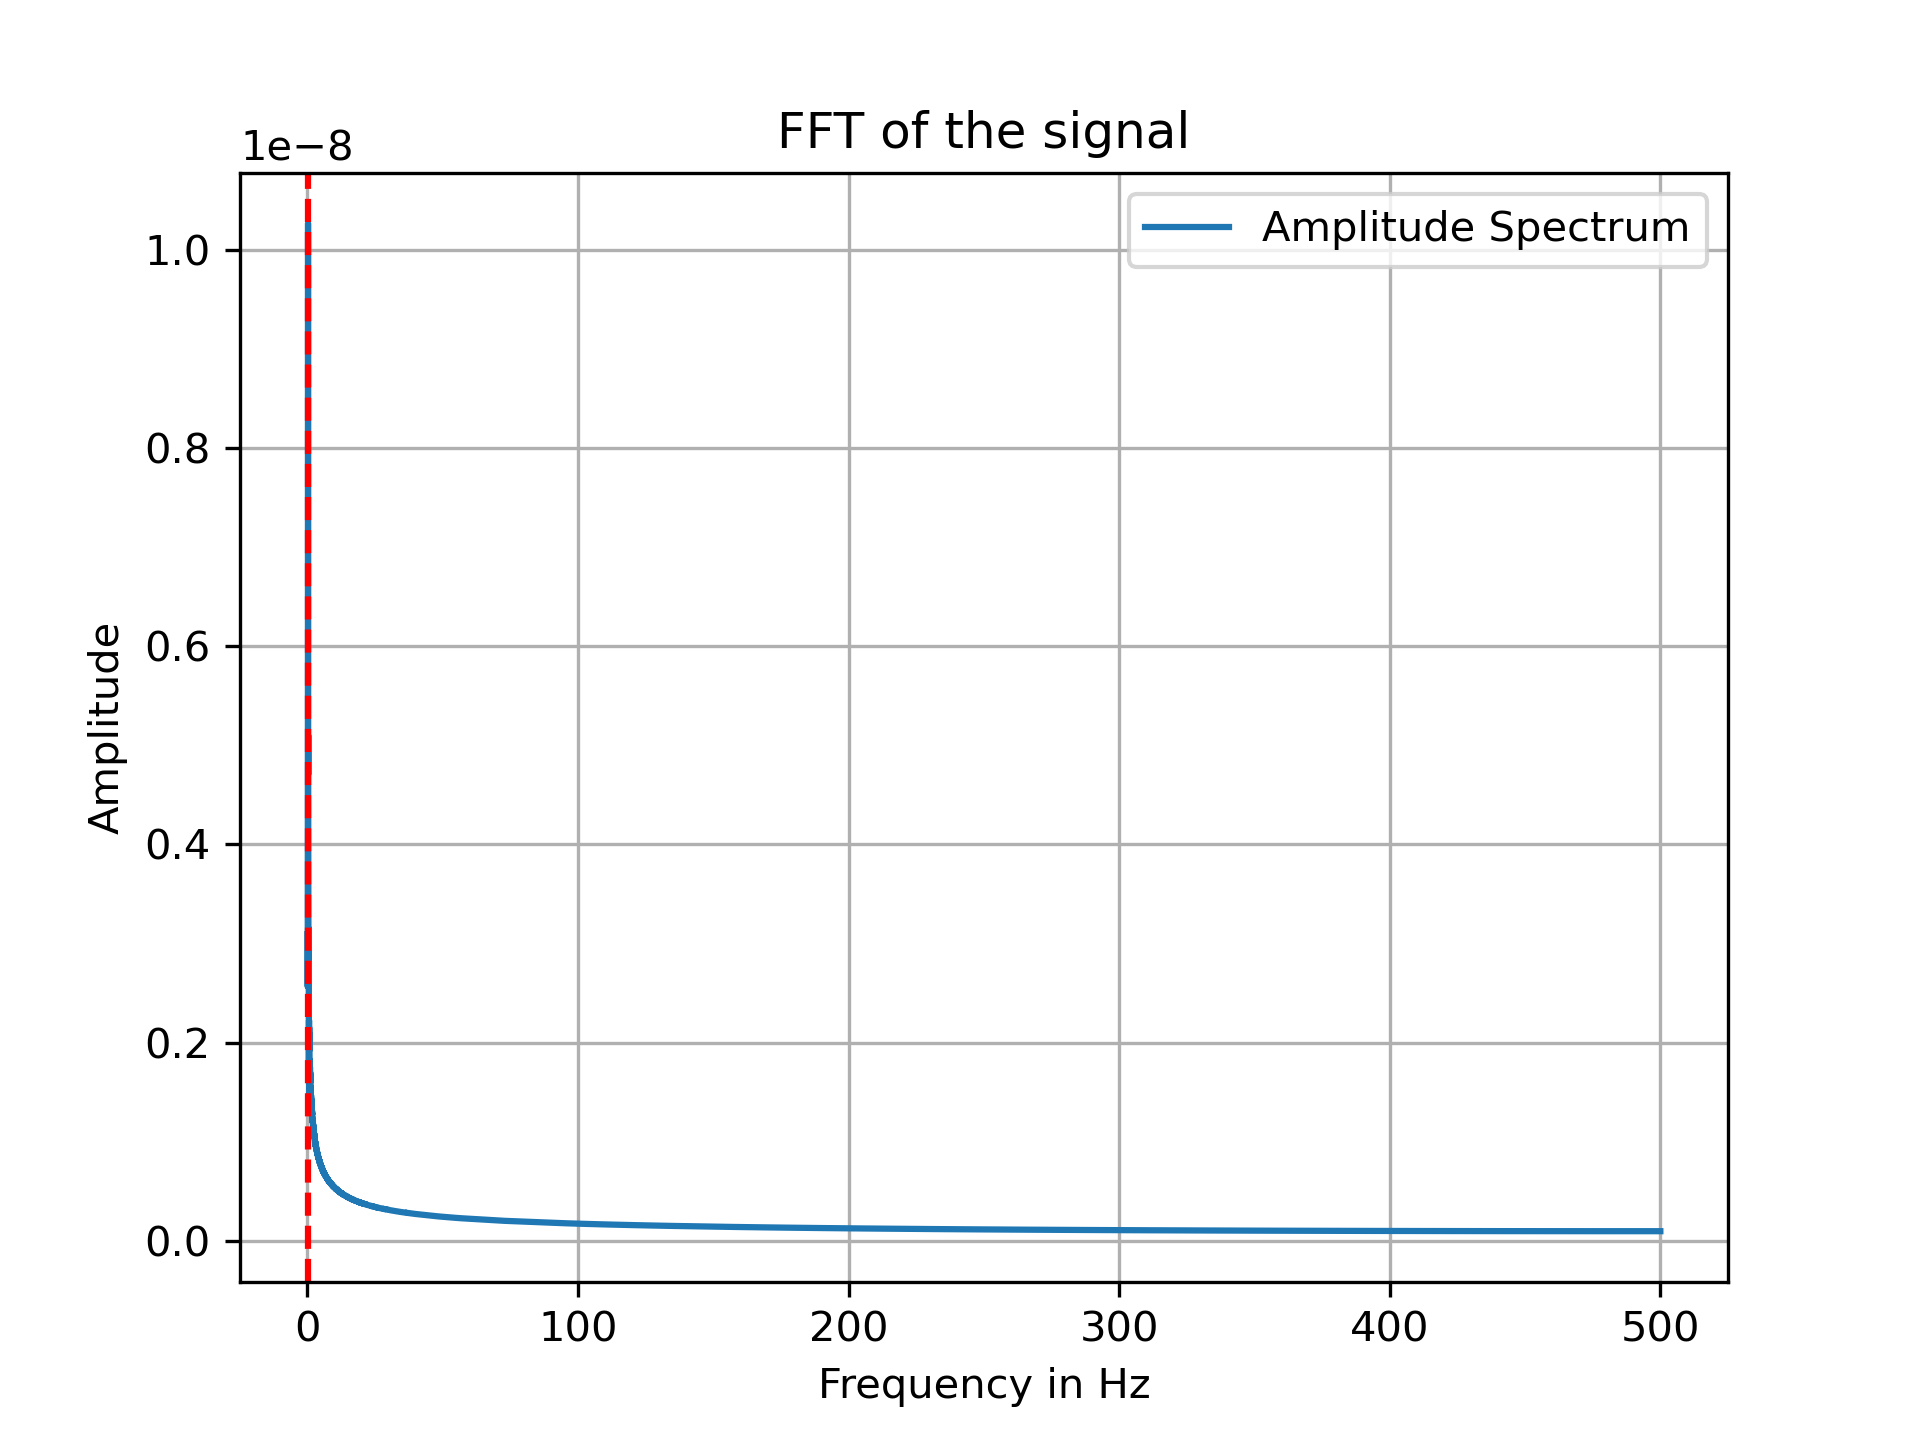 FFT of the signal
1e−8
Amplitude Spectrum
1.0
0.8
0.6
0.4
0.2
0.0
Amplitude
0 100 200 300 400 500
Frequency in Hz